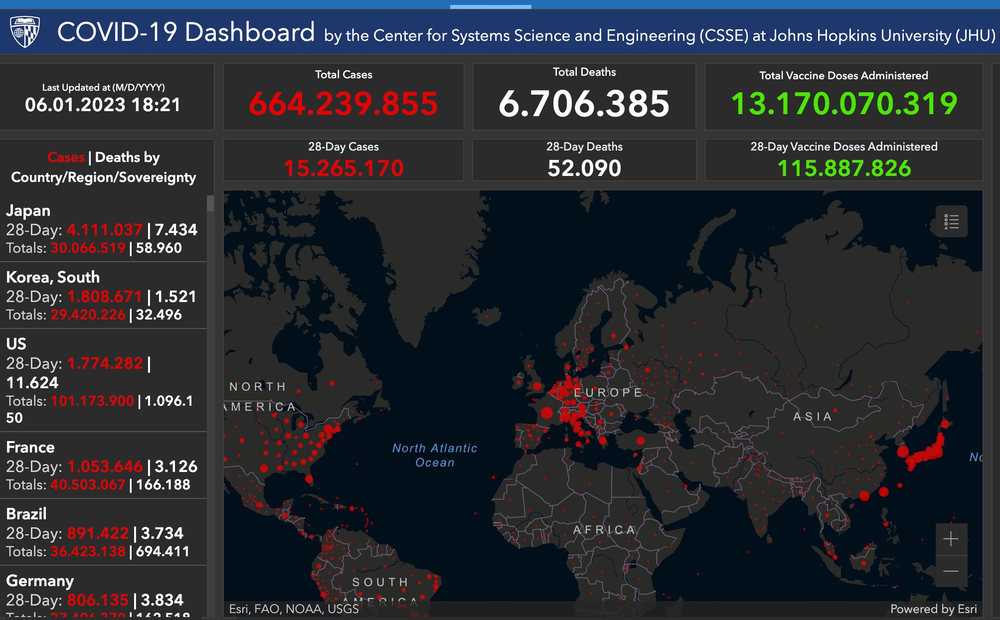 COVID-19 Dashboard by the Center for Systems Science and Engineering (CSSE) at Johns Hopkins University (JHU)
Last Updated at (M/D/YYYY)
06.01.2023 18:21
Total Cases
664.239.855
Total Deaths
6.706.385
Total Vaccine Doses Administered
13.170.070.319
28-Day Cases
15.265.170
28-Day Deaths
52.090
28-Day Vaccine Doses Administered
115.887.826
Cases | Deaths by
Country/Region/Sovereignty
Japan
28-Day: 4.111.037 | 7.434
Totals: 30.066.519 | 58.960
Korea, South
28-Day: 1.808.671 | 1.521
Totals: 29.420.226 | 32.496
US
28-Day: 1.774.282 |
11.624
Totals: 101.173.900 | 1.096.1
50
France
28-Day: 1.053.646 | 3.126
Totals: 40.503.067 | 166.188
Brazil
28-Day: 891.422 | 3.734
Totals: 36.423.138 | 694.411
Germany
28-Day: 806.135 | 3.834
Totals:
NORTH
AMERICA
North Atlantic
Ocean
EUROPE
ASIA
AFRICA
SOUTH
AMERICA
Esri, FAO, NOAA, USGS
Powered by Esri